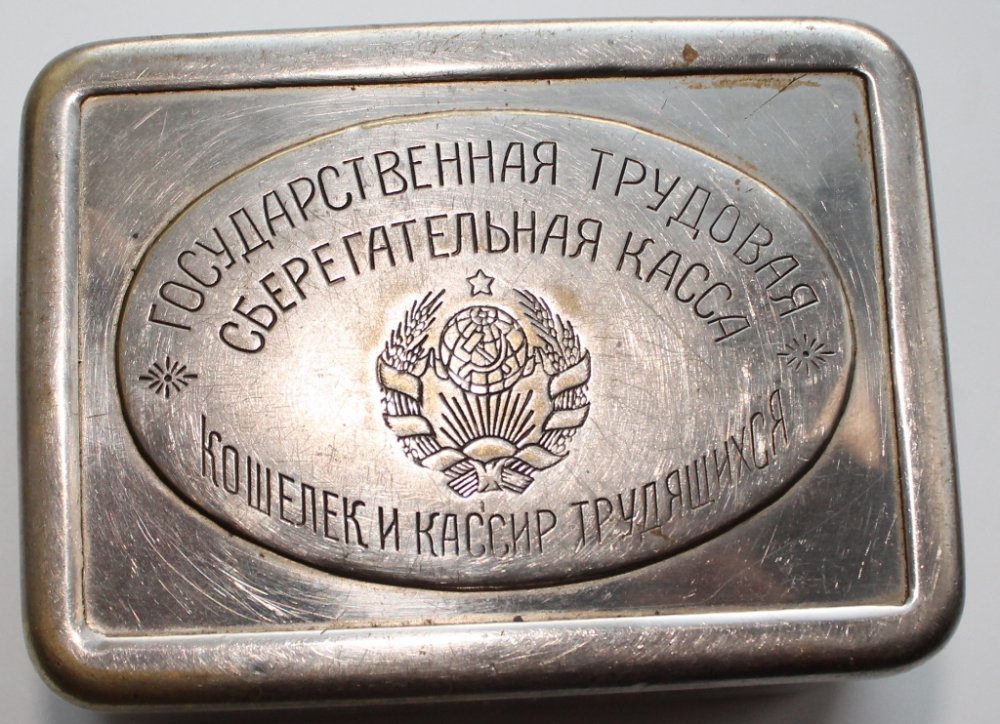 ГОСУДАРСТВЕННАЯ ТРУДОВАЯ
СБЕРЕГАТЕЛЬНАЯ КАССА
КОШЕЛЕК И КАССИР ТРУДЯЩИХСЯ